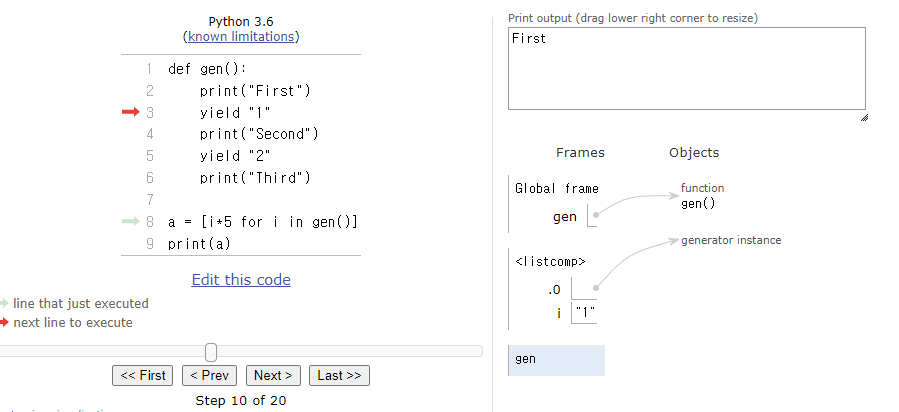 Python 3.6
(known limitations)
1 def gen():
2 print("First")
3 yield "1"
4 print("Second")
5 yield "2"
6 print("Third")
7
8 a = [i*5 for i in gen()]
9 print(a)
Edit this code
line that just executed
next line to execute
<< First < Prev Next > Last >>
Step 10 of 20
Print output (drag lower right corner to resize)
First
Frames Objects
Global frame
gen
function
gen()
generator instance
<listcomp>
.0
i "1"
gen